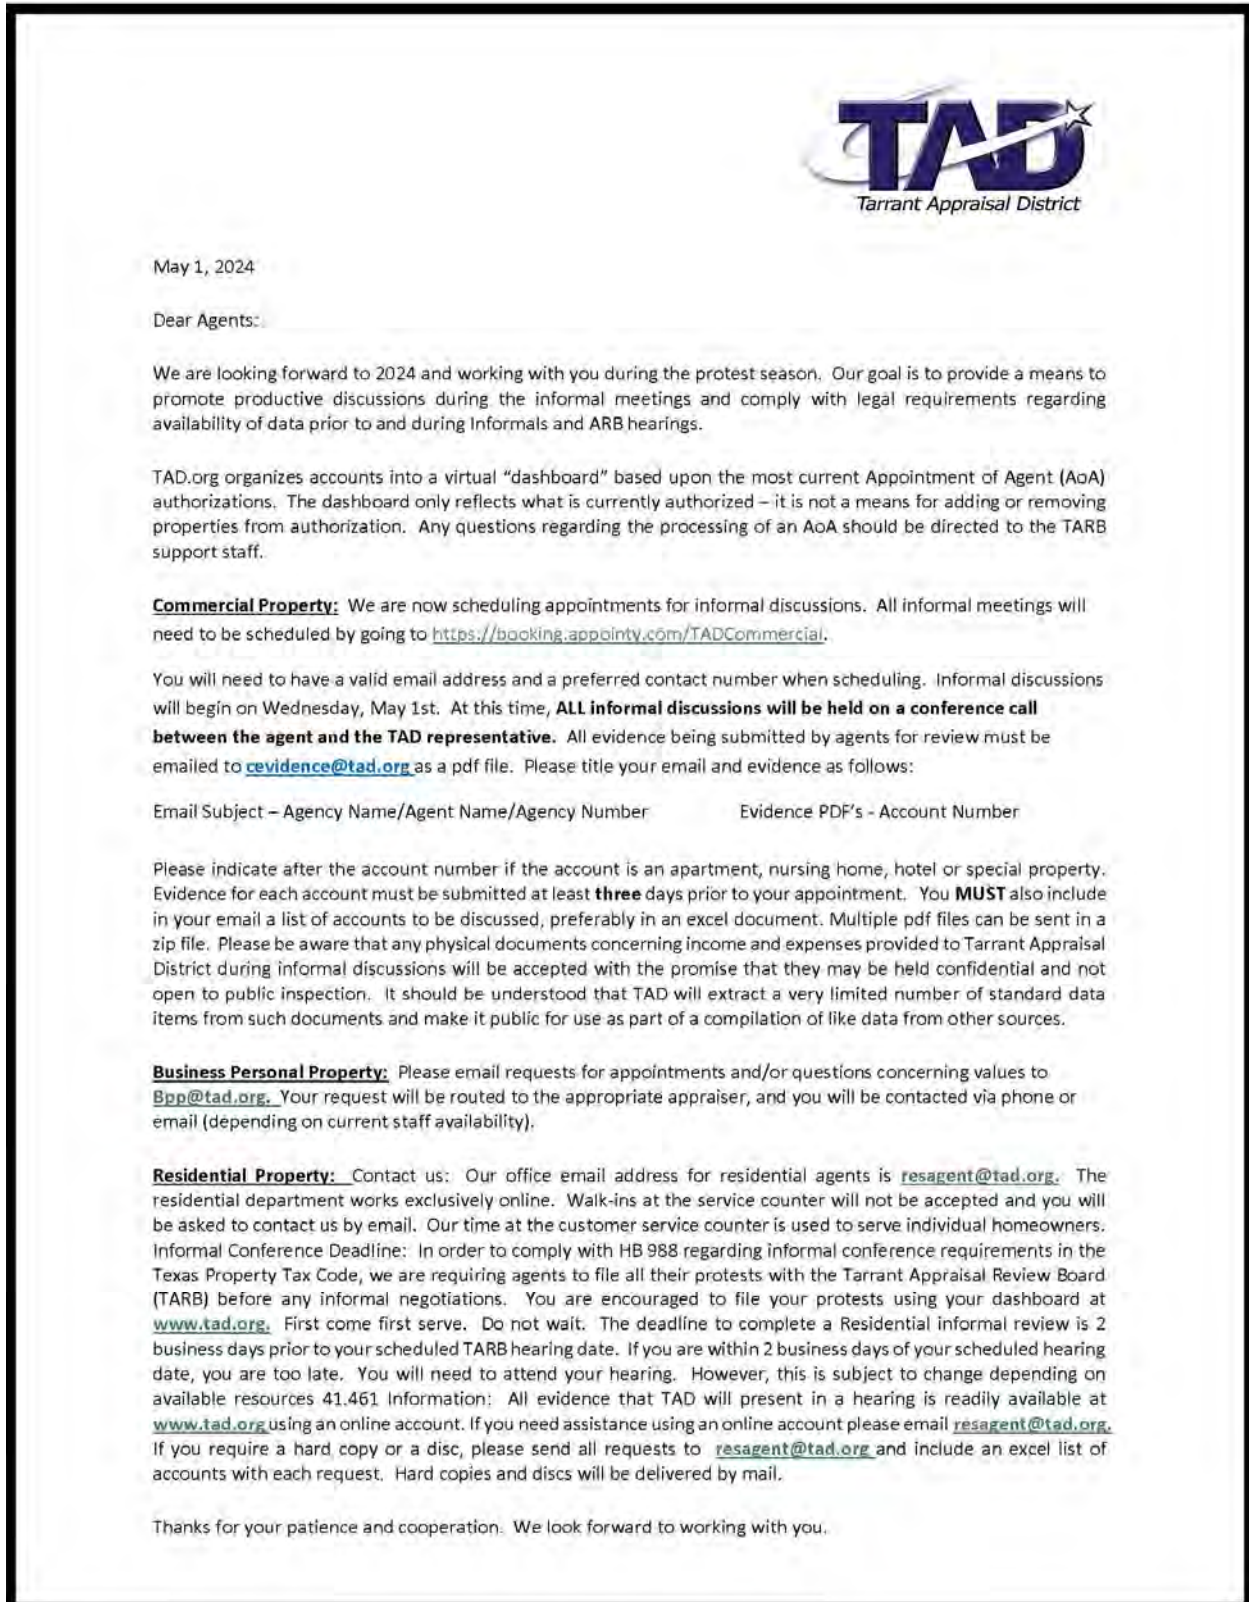 TAD
Tarrant Appraisal District
May 1, 2024
Dear Agents:
We are looking forward to 2024 and working with you during the protest season. Our goal is to provide a means to
promote productive discussions during the informal meetings and comply with legal requirements regarding
availability of data prior to and during Informals and ARB hearings.
TAD.org organizes accounts into a virtual “dashboard” based upon the most current Appointment of Agent (AoA)
authorizations. The dashboard only reflects what is currently authorized – it is not a means for adding or removing
properties from authorization. Any questions regarding the processing of an AoA should be directed to the TARB
support staff.
Commercial Property: We are now scheduling appointments for informal discussions. All informal meetings will
need to be scheduled by going to https://booking.appointy.com/TADCommercial.
You will need to have a valid email address and a preferred contact number when scheduling. Informal discussions
will begin on Wednesday, May 1st. At this time, ALL informal discussions will be held on a conference call
between the agent and the TAD representative. All evidence being submitted by agents for review must be
emailed to cevidence@tad.org as a pdf file. Please title your email and evidence as follows:
Email Subject – Agency Name/Agent Name/Agency Number Evidence PDF's - Account Number
Please indicate after the account number if the account is an apartment, nursing home, hotel or special property.
Evidence for each account must be submitted at least three days prior to your appointment. You MUST also include
in your email a list of accounts to be discussed, preferably in an excel document. Multiple pdf files can be sent in a
zip file. Please be aware that any physical documents concerning income and expenses provided to Tarrant Appraisal
District during informal discussions will be accepted with the promise that they may be held confidential and not
open to public inspection. It should be understood that TAD will extract a very limited number of standard data
items from such documents and make it public for use as part of a compilation of like data from other sources.
Business Personal Property: Please email requests for appointments and/or questions concerning values to
Bpp@tad.org. Your request will be routed to the appropriate appraiser, and you will be contacted via phone or
email (depending on current staff availability).
Residential Property: Contact us: Our office email address for residential agents is resagent@tad.org. The
residential department works exclusively online. Walk-ins at the service counter will not be accepted and you will
be asked to contact us by email. Our time at the customer service counter is used to serve individual homeowners.
Informal Conference Deadline: In order to comply with HB 988 regarding informal conference requirements in the
Texas Property Tax Code, we are requiring agents to file all their protests with the Tarrant Appraisal Review Board
(TARB) before any informal negotiations. You are encouraged to file your protests using your dashboard at
www.tad.org. First come first serve. Do not wait. The deadline to complete a Residential informal review is 2
business days prior to your scheduled TARB hearing date. If you are within 2 business days of your scheduled hearing
date, you are too late. You will need to attend your hearing. However, this is subject to change depending on
available resources 41.461 Information: All evidence that TAD will present in a hearing is readily available at
www.tad.org using an online account. If you need assistance using an online account please email resagent@tad.org.
If you require a hard copy or a disc, please send all requests to resagent@tad.org and include an excel list of
accounts with each request. Hard copies and discs will be delivered by mail.
Thanks for your patience and cooperation. We look forward to working with you.